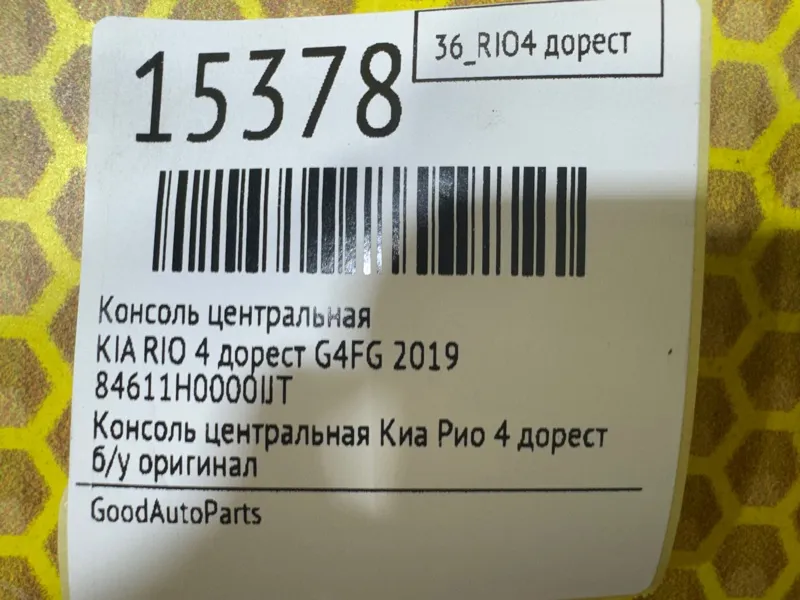 36_RIO4 дорест
15378
Консоль центральная
KIA RIO 4 дорест G4FG 2019
84611H0000IJT
Консоль центральная Киа Рио 4 дорест
б/у оригинал
GoodAutoParts